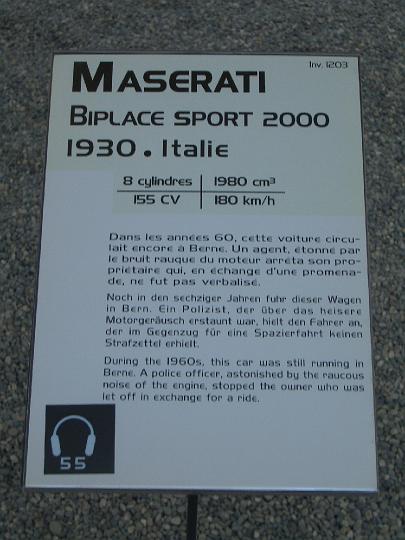 Inv. 1203
MASERATI
BIPLACE SPORT 2000
1930 . Italie
8 cylindres 1980 cm³
155 CV 180 km/h
Dans les années 60, cette voiture circu-
lait encore à Berne. Un agent, étonné par
le bruit rauque du moteur arrêta son pro-
priétaire qui, en échange d'une promena-
de, ne fut pas verbalisé.
Noch in den sechziger Jahren fuhr dieser Wagen
in Bern. Ein Polizist, der über das heisere
Motorgeräusch erstaunt war, hielt den Fahrer an,
der im Gegenzug für eine Spazierfahrt keinen
Strafzettel erhielt.
During the 1960s, this car was still running in
Berne. A police officer, astonished by the raucous
noise of the engine, stopped the owner who was
let off in exchange for a ride.
55